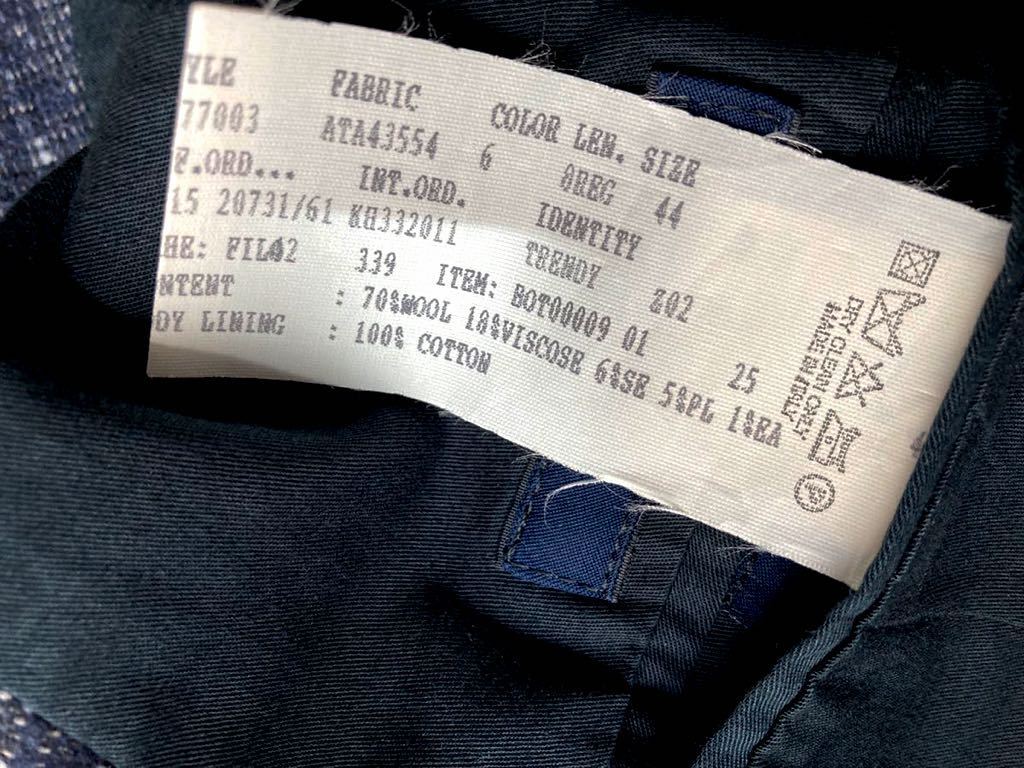 YLE FABRIC COLOR LEN. SIZE
77003 ATA43554 6 0REG 44
F.ORD... INT.ORD. IDENTITY
15 20731/61 KH332011 TRENDY Z02
HE: FIL42 339 ITEM: BOT00009 01 25
NTENT : 70%WOOL 18%VISCOSE 6%SE 5%PL 1%EA
DY LINING : 100% COTTON
DRY CLEAN ONLY
MADE IN ITALY